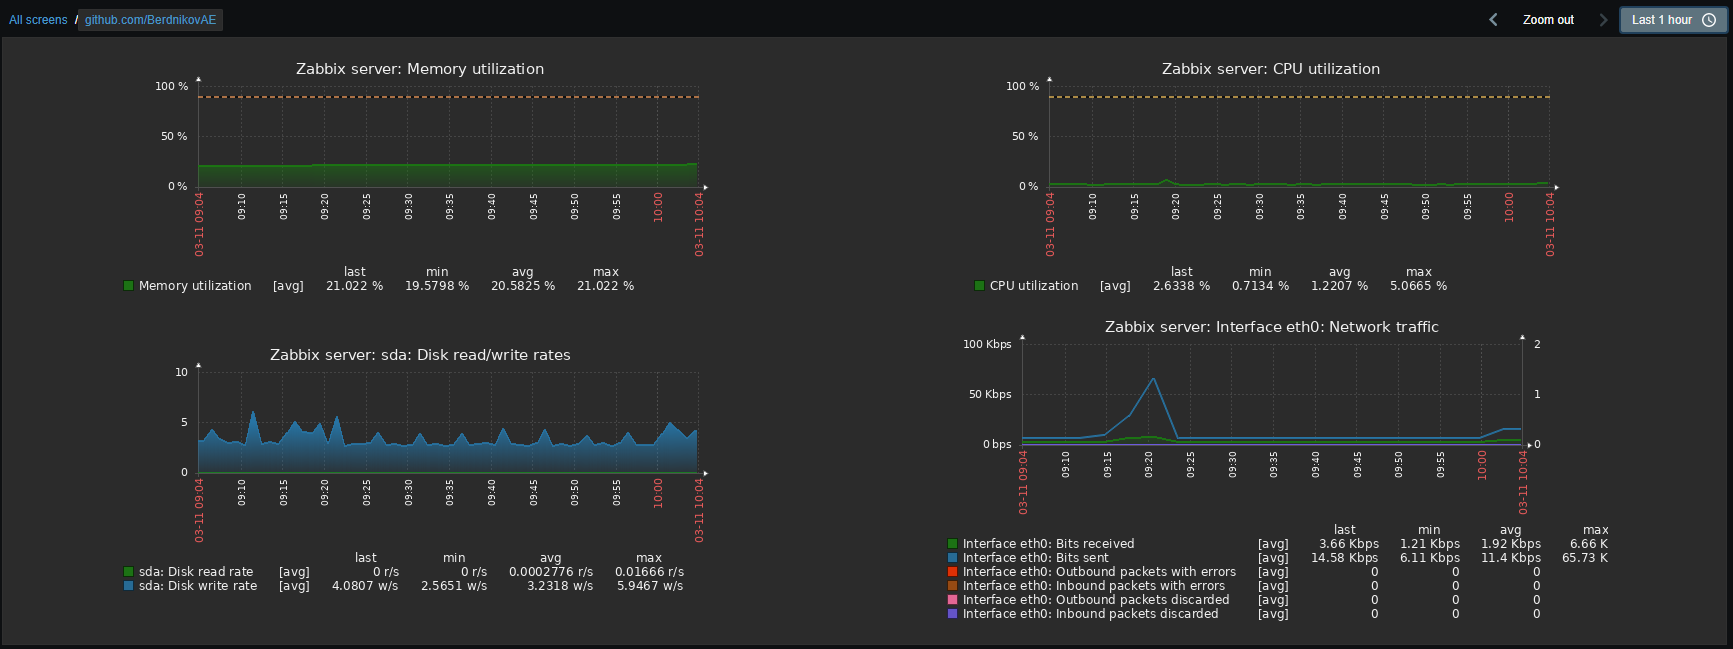 All screens / github.com/BerdnikovAE
Zoom out
Last 1 hour
Zabbix server: Memory utilization
100 %
50 %
0 %
03-11 09:04 09:10 09:15 09:20 09:25 09:30 09:35 09:40 09:45 09:50 09:55 10:00 03-11 10:04
last min avg max
Memory utilization [avg] 21.022 % 19.5798 % 20.5825 % 21.022 %
Zabbix server: CPU utilization
100 %
50 %
0 %
03-11 09:04 09:10 09:15 09:20 09:25 09:30 09:35 09:40 09:45 09:50 09:55 10:00 03-11 10:04
last min avg max
CPU utilization [avg] 2.6338 % 0.7134 % 1.2207 % 5.0665 %
Zabbix server: sda: Disk read/write rates
10
5
0
03-11 09:04 09:10 09:15 09:20 09:25 09:30 09:35 09:40 09:45 09:50 09:55 10:00 03-11 10:04
last min avg max
sda: Disk read rate [avg] 0 r/s 0 r/s 0.0002776 r/s 0.01666 r/s
sda: Disk write rate [avg] 4.0807 w/s 2.5651 w/s 3.2318 w/s 5.9467 w/s
Zabbix server: Interface eth0: Network traffic
100 Kbps 2
50 Kbps 1
0 bps 0
03-11 09:04 09:10 09:15 09:20 09:25 09:30 09:35 09:40 09:45 09:50 09:55 10:00 03-11 10:04
last min avg max
Interface eth0: Bits received [avg] 3.66 Kbps 1.21 Kbps 1.92 Kbps 6.66 K
Interface eth0: Bits sent [avg] 14.58 Kbps 6.11 Kbps 11.4 Kbps 65.73 K
Interface eth0: Outbound packets with errors [avg] 0 0 0
Interface eth0: Inbound packets with errors [avg] 0 0 0
Interface eth0: Outbound packets discarded [avg] 0 0 0
Interface eth0: Inbound packets discarded [avg] 0 0 0